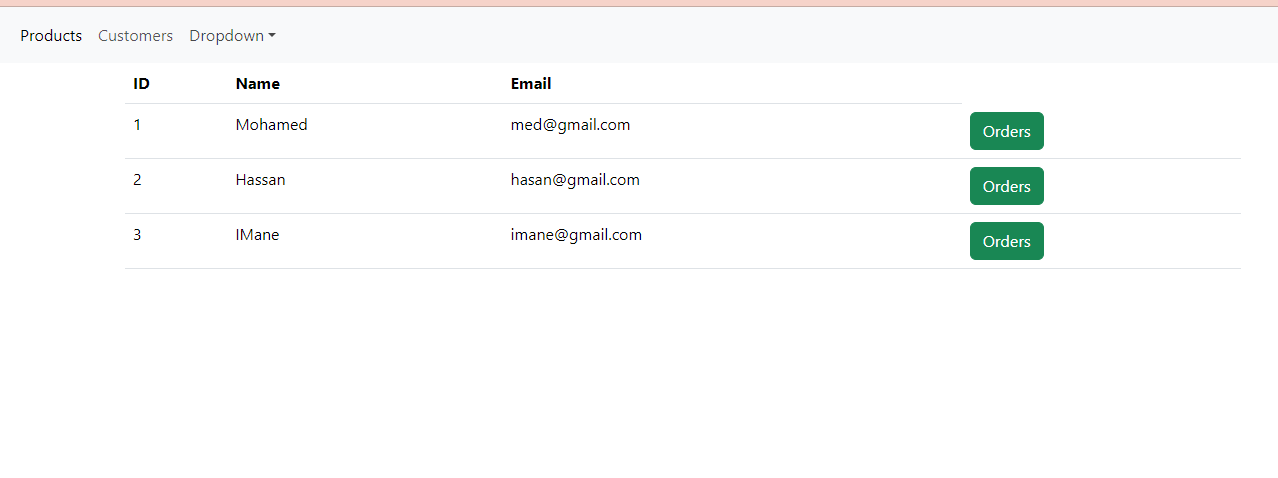 Products Customers Dropdown
ID Name Email
1 Mohamed med@gmail.com Orders
2 Hassan hasan@gmail.com Orders
3 IMane imane@gmail.com Orders